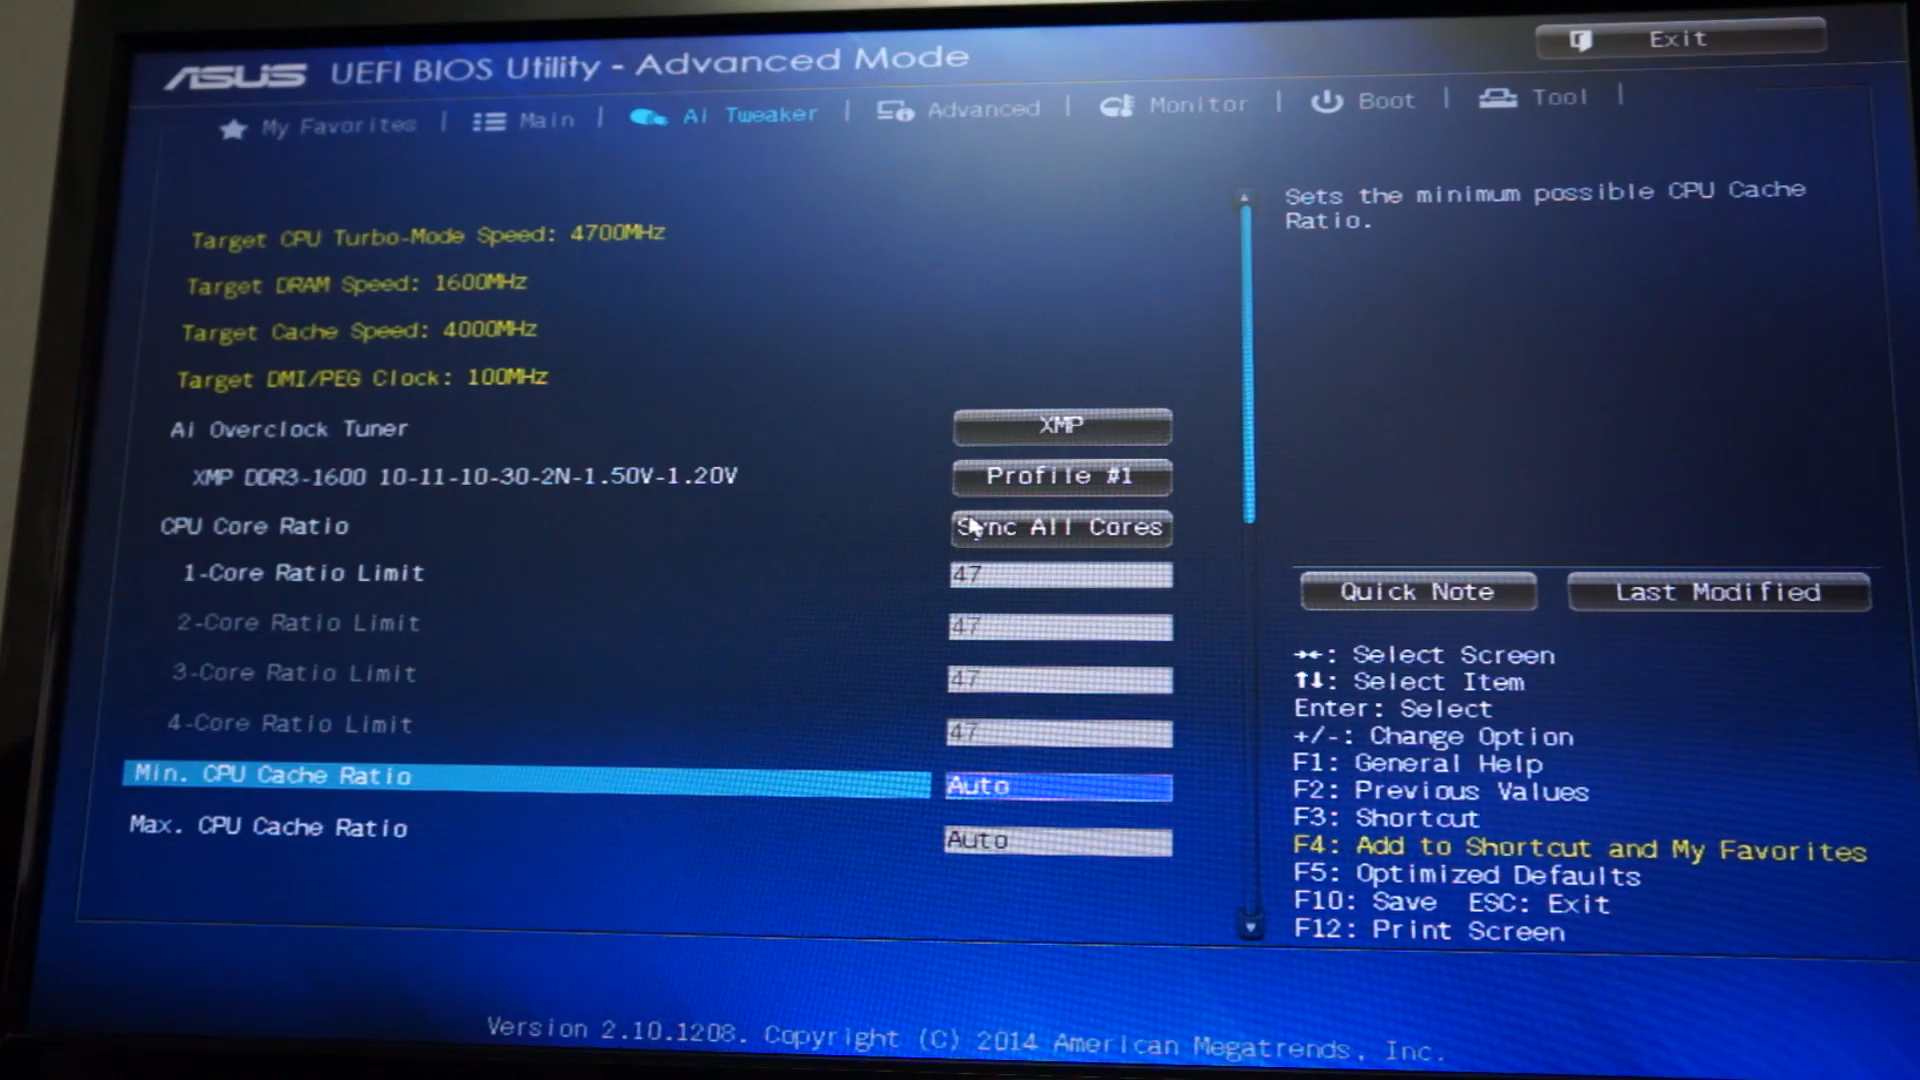 ASUS UEFI BIOS Utility - Advanced Mode
Exit
My Favorites | Main | Ai Tweaker | Advanced | Monitor | Boot | Tool |
Target CPU Turbo-Mode Speed: 4700MHz
Target DRAM Speed: 1600MHz
Target Cache Speed: 4000MHz
Target DMI/PEG Clock: 100MHz
Ai Overclock Tuner XMP
XMP DDR3-1600 10-11-10-30-2N-1.50V-1.20V Profile #1
CPU Core Ratio Sync All Cores
1-Core Ratio Limit 47
2-Core Ratio Limit 47
3-Core Ratio Limit 47
4-Core Ratio Limit 47
Min. CPU Cache Ratio Auto
Max. CPU Cache Ratio Auto
Sets the minimum possible CPU Cache
Ratio.
Quick Note Last Modified
→←: Select Screen
↑↓: Select Item
Enter: Select
+/-: Change Option
F1: General Help
F2: Previous Values
F3: Shortcut
F4: Add to Shortcut and My Favorites
F5: Optimized Defaults
F10: Save ESC: Exit
F12: Print Screen
Version 2.10.1208. Copyright (C) 2014 American Megatrends, Inc.